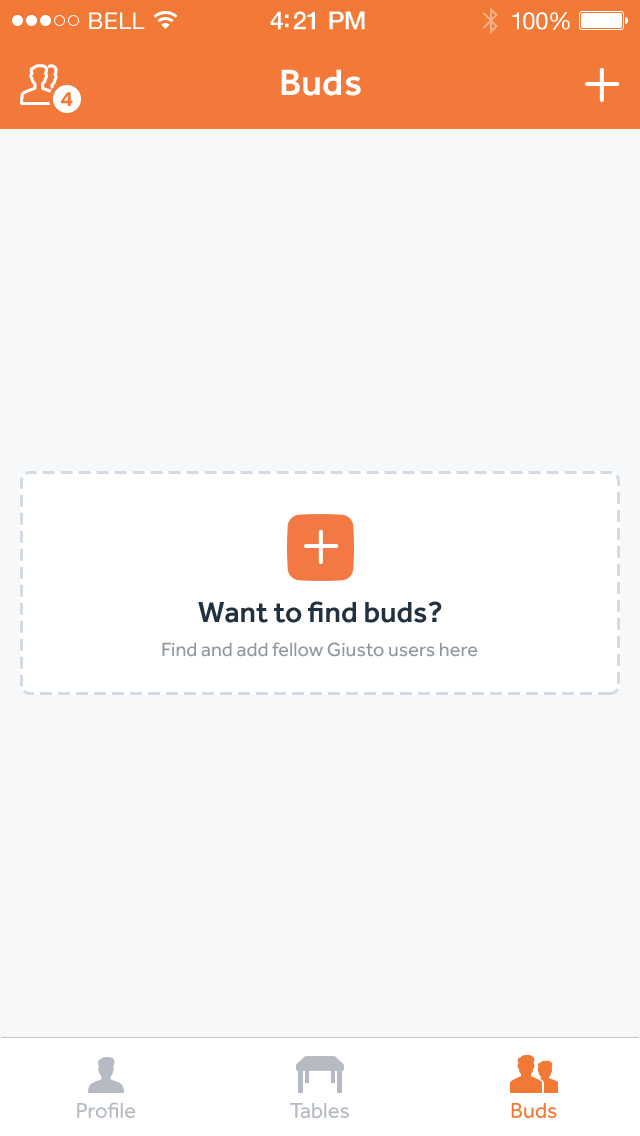 BELL 4:21 PM 100%
4 Buds
Want to find buds?
Find and add fellow Giusto users here
Profile Tables Buds